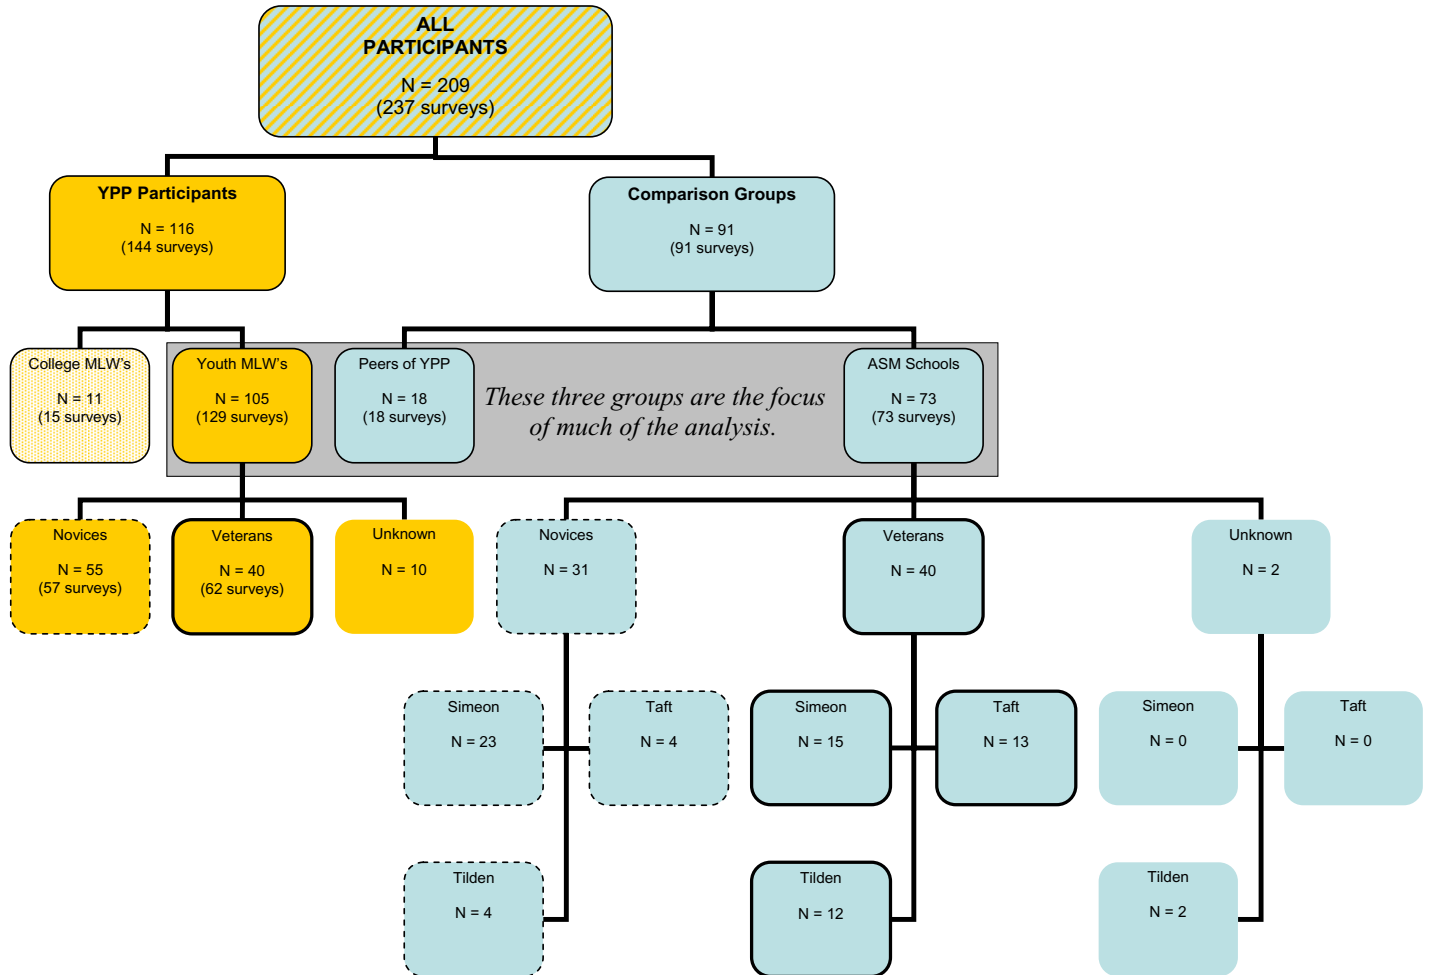 ALL
PARTICIPANTS
N = 209
(237 surveys)
YPP Participants
N = 116
(144 surveys)
Comparison Groups
N = 91
(91 surveys)
College MLW's
N = 11
(15 surveys)
Youth MLW's
N = 105
(129 surveys)
Peers of YPP
N = 18
(18 surveys)
These three groups are the focus
of much of the analysis.
ASM Schools
N = 73
(73 surveys)
Novices
N = 55
(57 surveys)
Veterans
N = 40
(62 surveys)
Unknown
N = 10
Novices
N = 31
Veterans
N = 40
Unknown
N = 2
Simeon
N = 23
Taft
N = 4
Simeon
N = 15
Taft
N = 13
Simeon
N = 0
Taft
N = 0
Tilden
N = 4
Tilden
N = 12
Tilden
N = 2